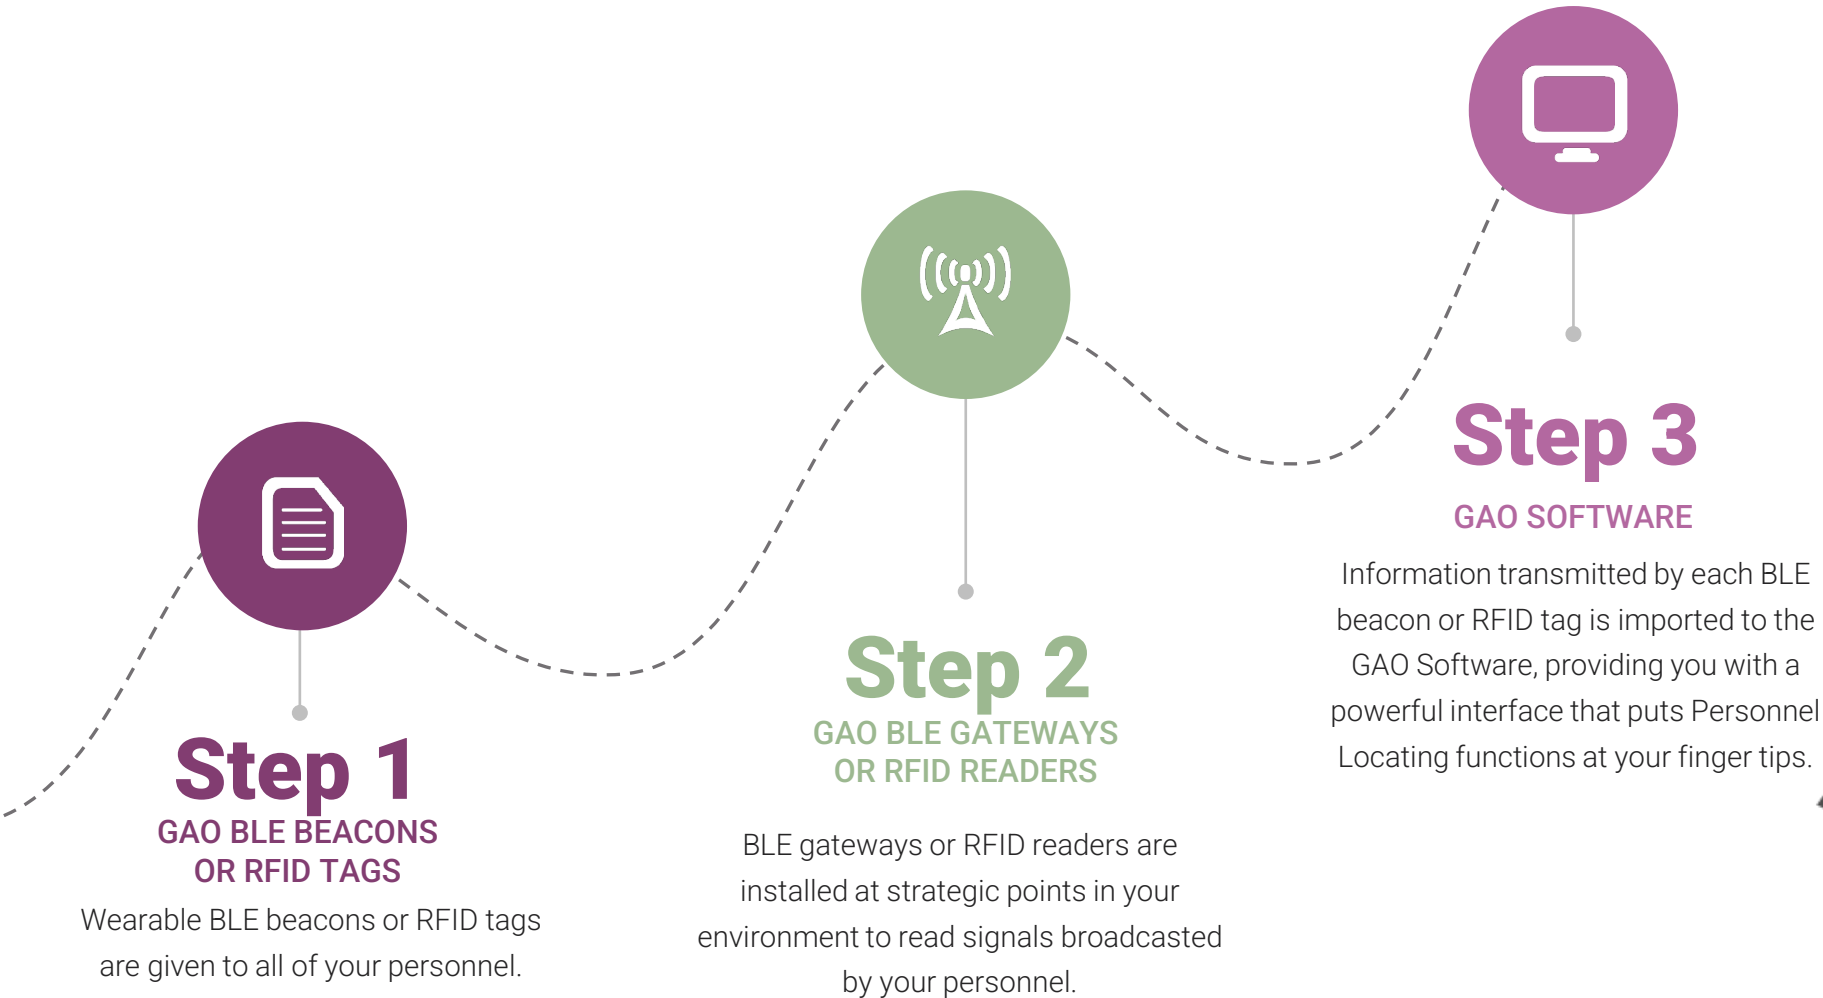 Step 1
GAO BLE BEACONS
OR RFID TAGS
Wearable BLE beacons or RFID tags
are given to all of your personnel.
Step 2
GAO BLE GATEWAYS
OR RFID READERS
BLE gateways or RFID readers are
installed at strategic points in your
environment to read signals broadcasted
by your personnel.
Step 3
GAO SOFTWARE
Information transmitted by each BLE
beacon or RFID tag is imported to the
GAO Software, providing you with a
powerful interface that puts Personnel
Locating functions at your finger tips.